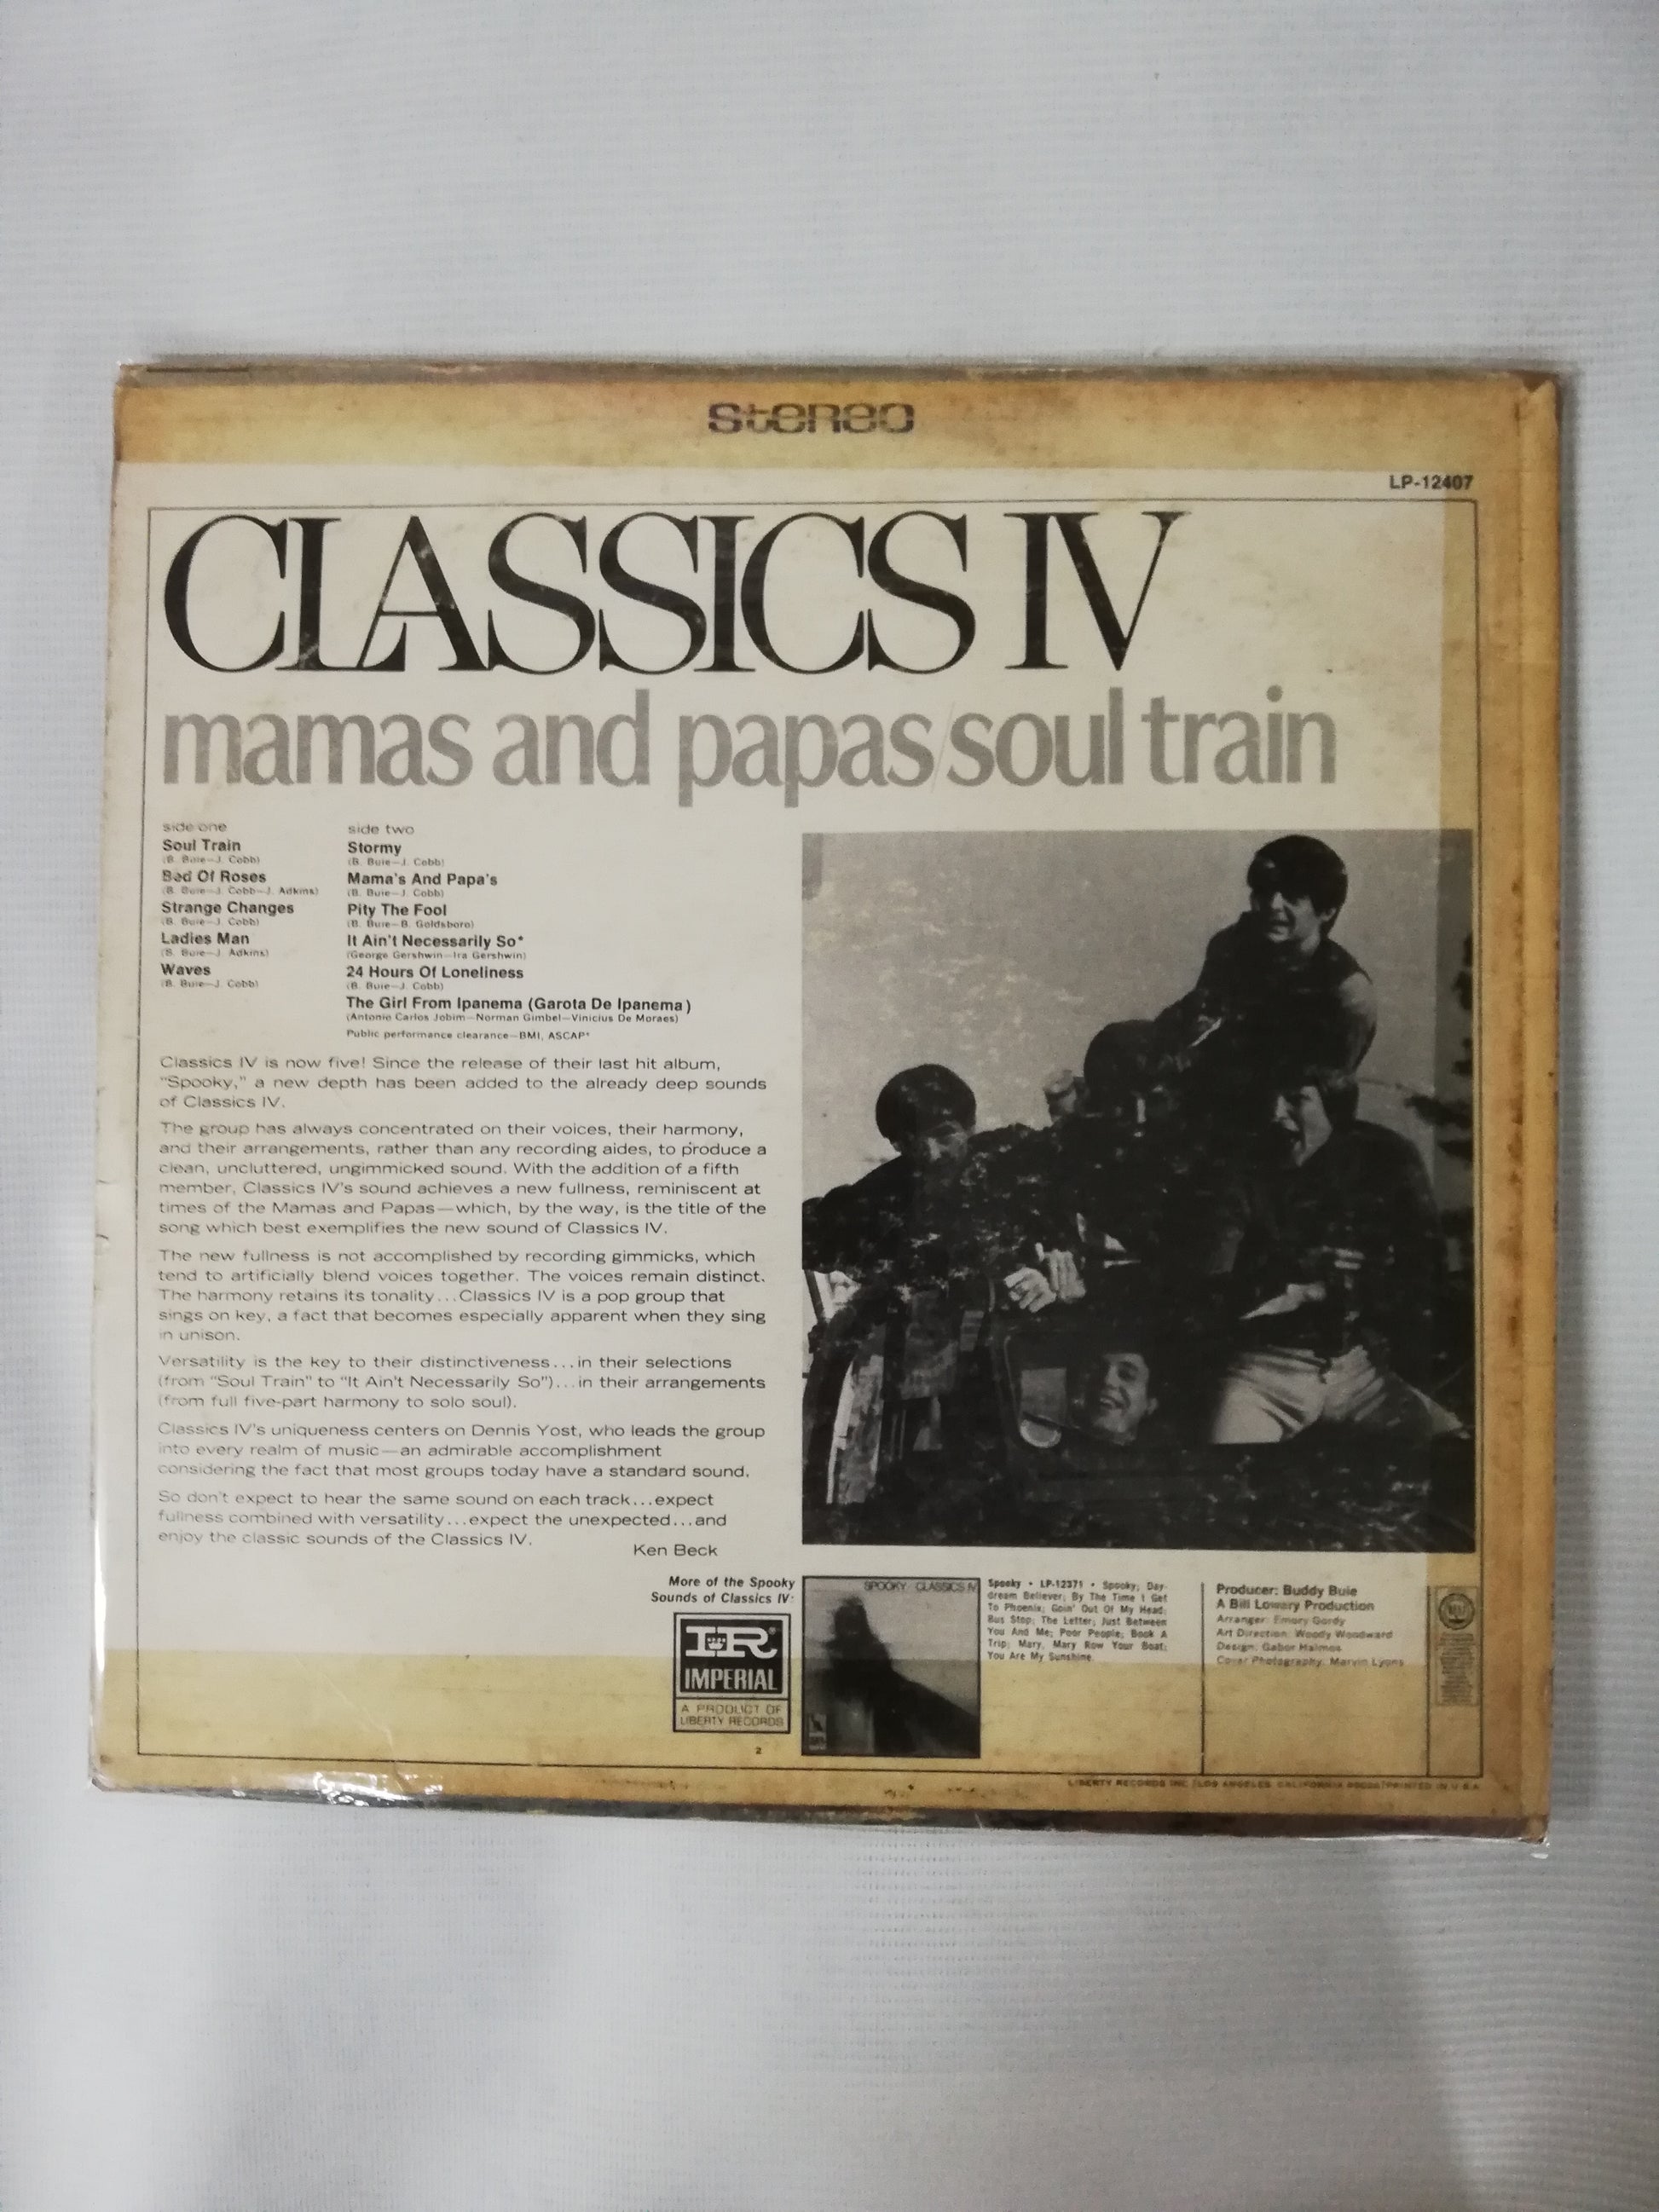 stereo
LP-12407
CLASSICS IV
mamas and papas/soul train
side one
Soul Train
(B. Buie—J. Cobb)
Bed Of Roses
(B. Buie—J. Cobb—J. Adkins)
Strange Changes
(B. Buie—J. Cobb)
Ladies Man
(B. Buie—J. Adkins)
Waves
(B. Buie—J. Cobb)
side two
Stormy
(B. Buie—J. Cobb)
Mama's And Papa's
(B. Buie—J. Cobb)
Pity The Fool
(B. Buie—B. Goldsboro)
It Ain't Necessarily So*
(George Gershwin—Ira Gershwin)
24 Hours Of Loneliness
(B. Buie—J. Cobb)
The Girl From Ipanema (Garota De Ipanema)
(Antonio Carlos Jobim—Norman Gimbel—Vinicius De Moraes)
Public performance clearance—BMI, ASCAP*
Classics IV is now five! Since the release of their last hit album,
"Spooky," a new depth has been added to the already deep sounds
of Classics IV.
The group has always concentrated on their voices, their harmony,
and their arrangements, rather than any recording aides, to produce a
clean, uncluttered, ungimmicked sound. With the addition of a fifth
member, Classics IV's sound achieves a new fullness, reminiscent at
times of the Mamas and Papas—which, by the way, is the title of the
song which best exemplifies the new sound of Classics IV.
The new fullness is not accomplished by recording gimmicks, which
tend to artificially blend voices together. The voices remain distinct.
The harmony retains its tonality...Classics IV is a pop group that
sings on key, a fact that becomes especially apparent when they sing
in unison.
Versatility is the key to their distinctiveness...in their selections
(from "Soul Train" to "It Ain't Necessarily So")...in their arrangements
(from full five-part harmony to solo soul).
Classics IV's uniqueness centers on Dennis Yost, who leads the group
into every realm of music—an admirable accomplishment
considering the fact that most groups today have a standard sound.
So don't expect to hear the same sound on each track...expect
fullness combined with versatility...expect the unexpected...and
enjoy the classic sounds of the Classics IV.
Ken Beck
More of the Spooky
Sounds of Classics IV:
IR®
IMPERIAL
A PRODUCT OF
LIBERTY RECORDS
2
SPOOKY CLASSICS IV
Spooky • LP-12371 • Spooky; Day-
dream Believer; By The Time I Get
To Phoenix; Goin' Out Of My Head;
Bus Stop; The Letter; Just Between
You And Me; Poor People; Book A
Trip; Mary, Mary Row Your Boat;
You Are My Sunshine.
Producer: Buddy Buie
A Bill Lowery Production
Arranger: Emory Gordy
Art Direction: Woody Woodward
Design: Gabor Halmos
Cover Photography: Marvin Lyons
LIBERTY RECORDS INC./LOS ANGELES, CALIFORNIA 90028/PRINTED IN U.S.A.